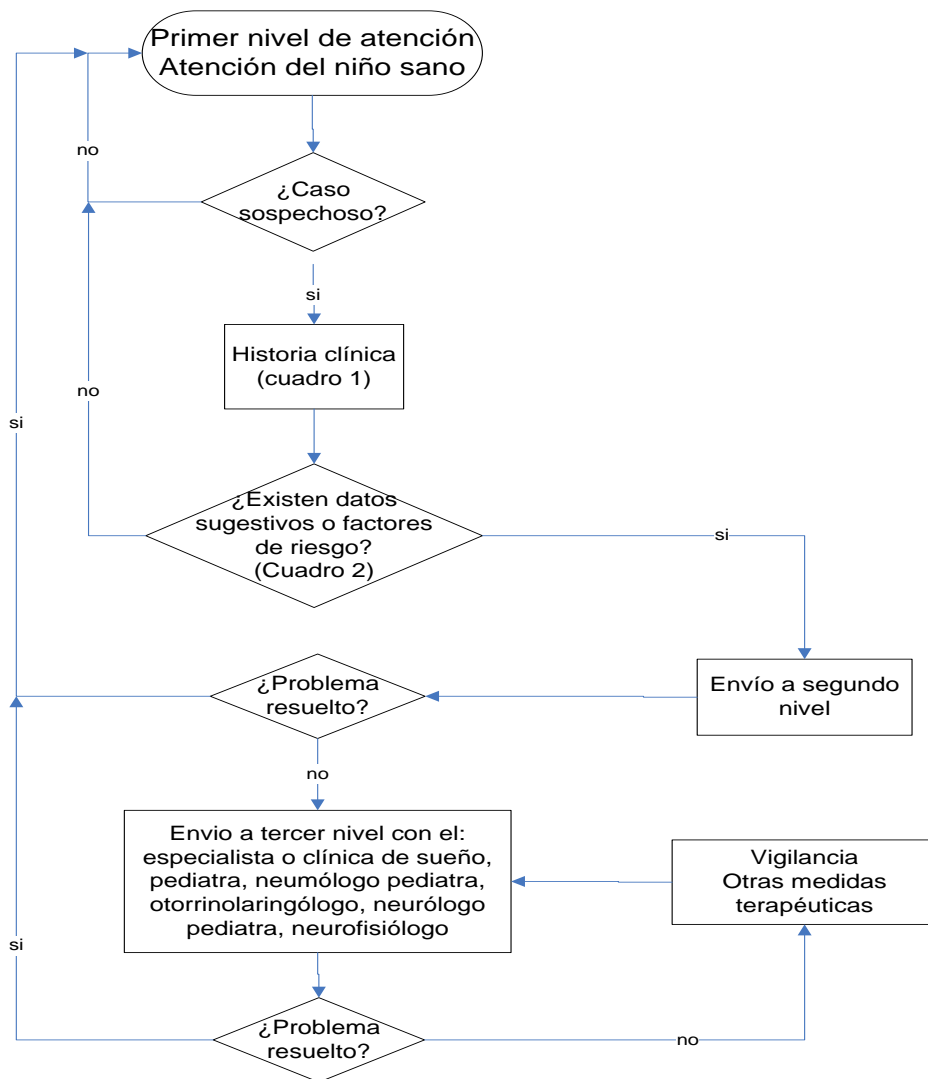 Primer nivel de atención
Atención del niño sano
no
¿Caso
sospechoso?
si
Historia clínica
(cuadro 1)
no
si
¿Existen datos
sugestivos o factores
de riesgo?
(Cuadro 2)
si
¿Problema
resuelto?
Envío a segundo
nivel
no
Envio a tercer nivel con el:
especialista o clínica de sueño,
pediatra, neumólogo pediatra,
otorrinolaringólogo, neurólogo
pediatra, neurofisiólogo
Vigilancia
Otras medidas
terapéuticas
si
¿Problema
resuelto?
no